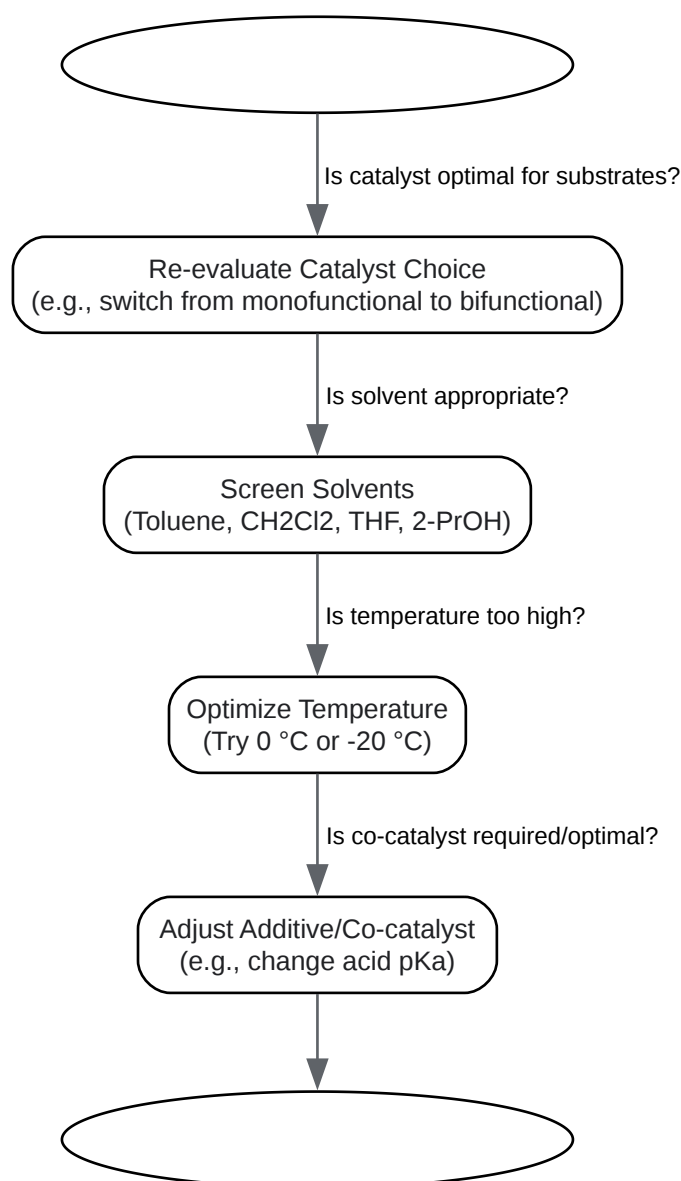 Is catalyst optimal for substrates?
Re-evaluate Catalyst Choice
(e.g., switch from monofunctional to bifunctional)
Is solvent appropriate?
Screen Solvents
(Toluene, CH2Cl2, THF, 2-PrOH)
Is temperature too high?
Optimize Temperature
(Try 0 °C or -20 °C)
Is co-catalyst required/optimal?
Adjust Additive/Co-catalyst
(e.g., change acid pKa)